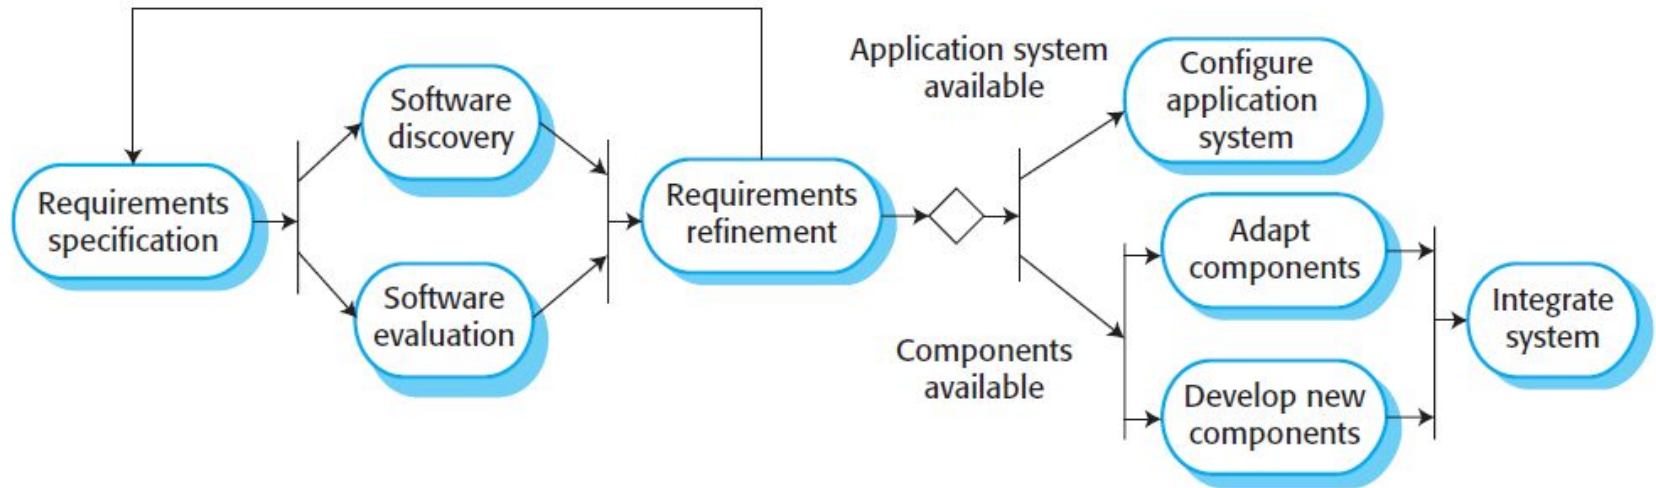 Requirements
specification
Software
discovery
Software
evaluation
Requirements
refinement
Application system
available
Configure
application
system
Components
available
Adapt
components
Develop new
components
Integrate
system